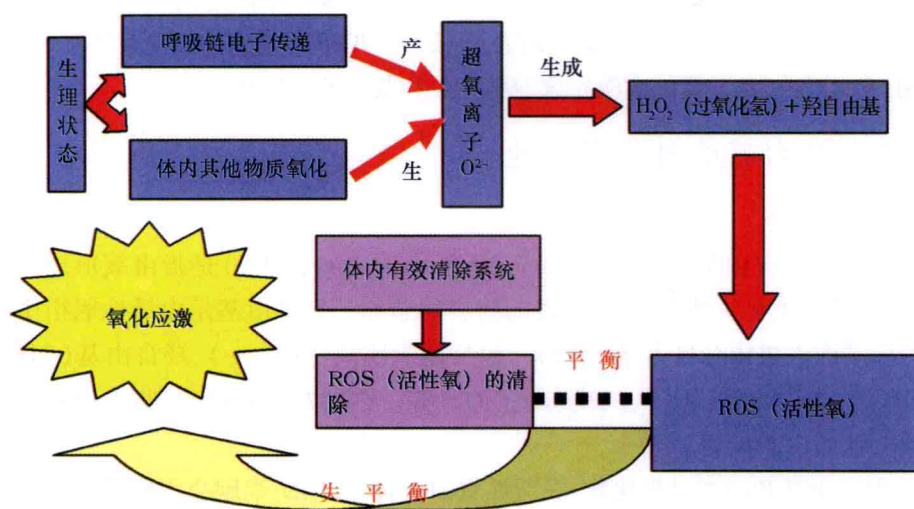 呼吸链电子传递
生理状态
体内其他物质氧化
产
生
超氧离子
O²⁻
生成
H₂O₂（过氧化氢）＋羟自由基
体内有效清除系统
氧化应激
ROS（活性氧）的清
除
平 衡
ROS（活性氧）
失 平 衡